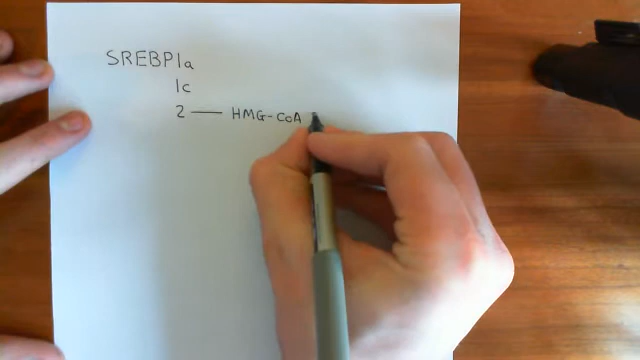 SREBP1a
1c
2 — HMG-CoA